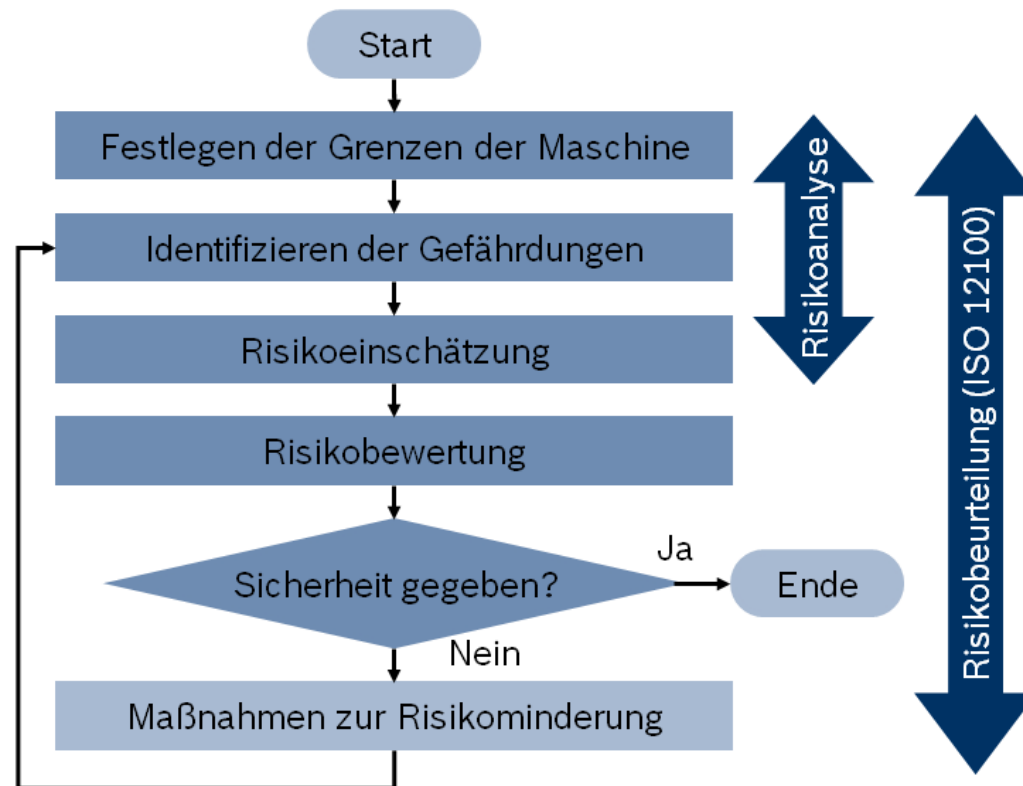 Start
Festlegen der Grenzen der Maschine
Identifizieren der Gefährdungen
Risikoeinschätzung
Risikobewertung
Sicherheit gegeben?
Ja
Ende
Nein
Maßnahmen zur Risikominderung
Risikoanalyse
Risikobeurteilung (ISO 12100)